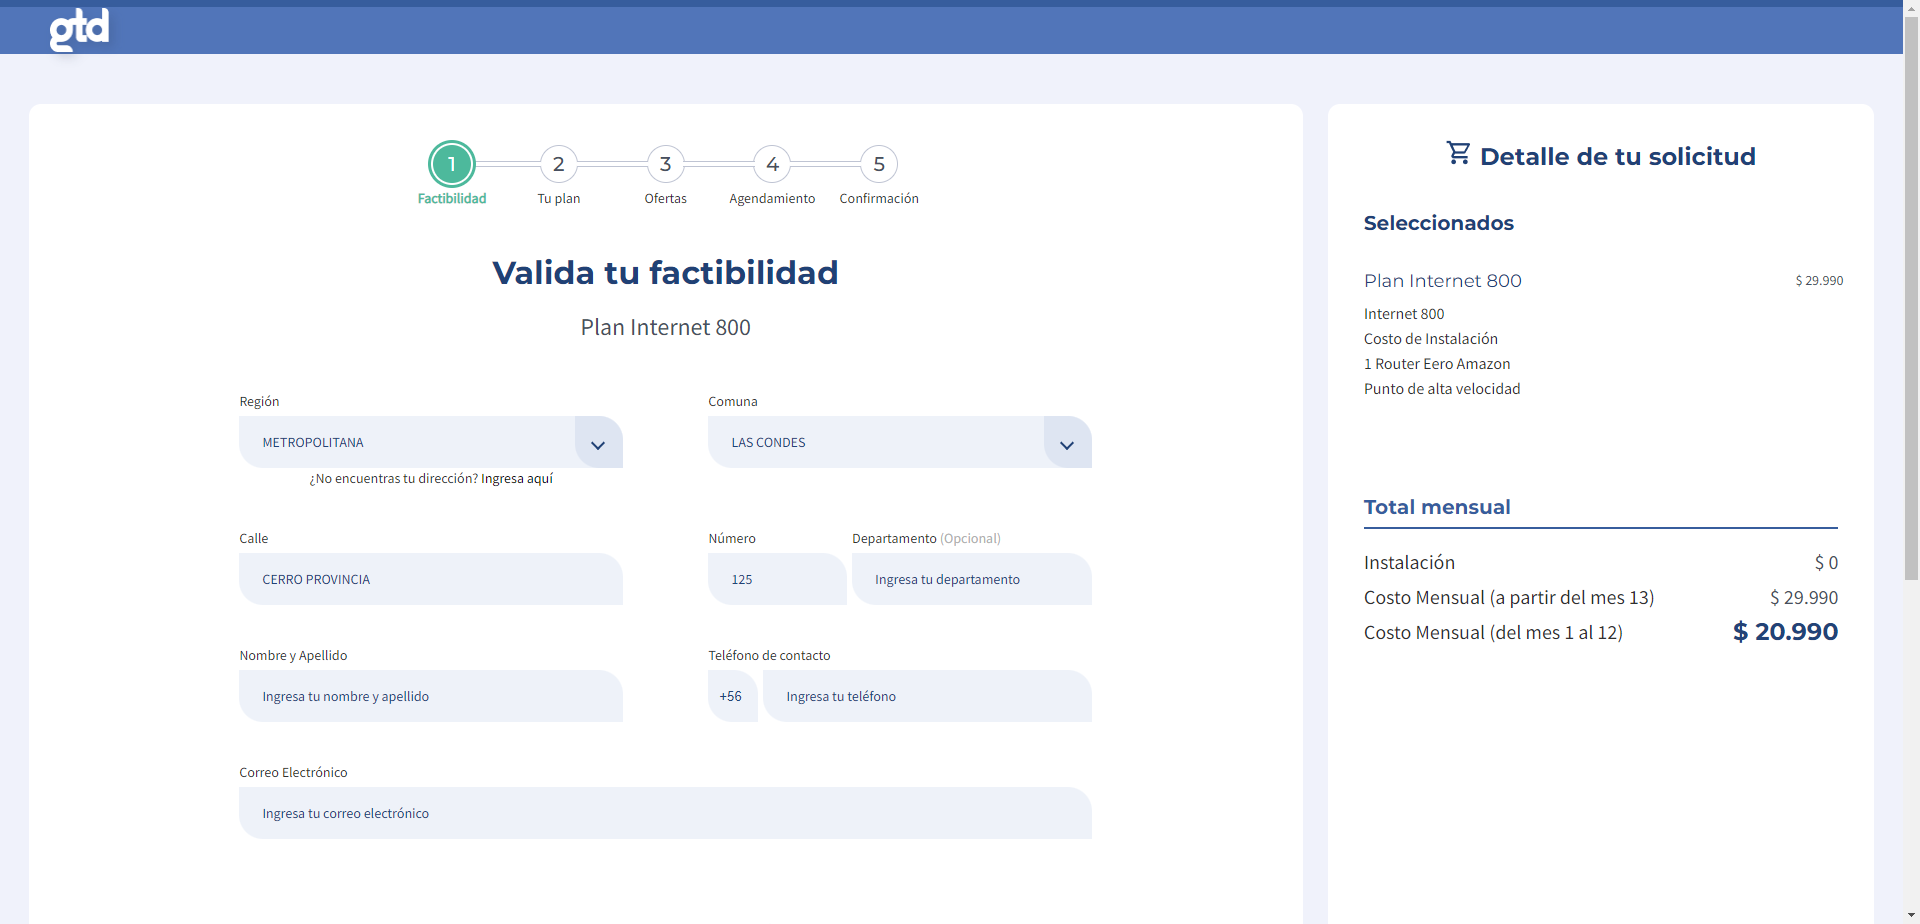 gtd
1 2 3 4 5
Factibilidad Tu plan Ofertas Agendamiento Confirmación
Valida tu factibilidad
Plan Internet 800
Región Comuna
METROPOLITANA LAS CONDES
¿No encuentras tu dirección? Ingresa aquí
Calle Número Departamento (Opcional)
CERRO PROVINCIA 125 Ingresa tu departamento
Nombre y Apellido Teléfono de contacto
Ingresa tu nombre y apellido +56 Ingresa tu teléfono
Correo Electrónico
Ingresa tu correo electrónico
Detalle de tu solicitud
Seleccionados
Plan Internet 800 $ 29.990
Internet 800
Costo de Instalación
1 Router Eero Amazon
Punto de alta velocidad
Total mensual
Instalación $ 0
Costo Mensual (a partir del mes 13) $ 29.990
Costo Mensual (del mes 1 al 12) $ 20.990